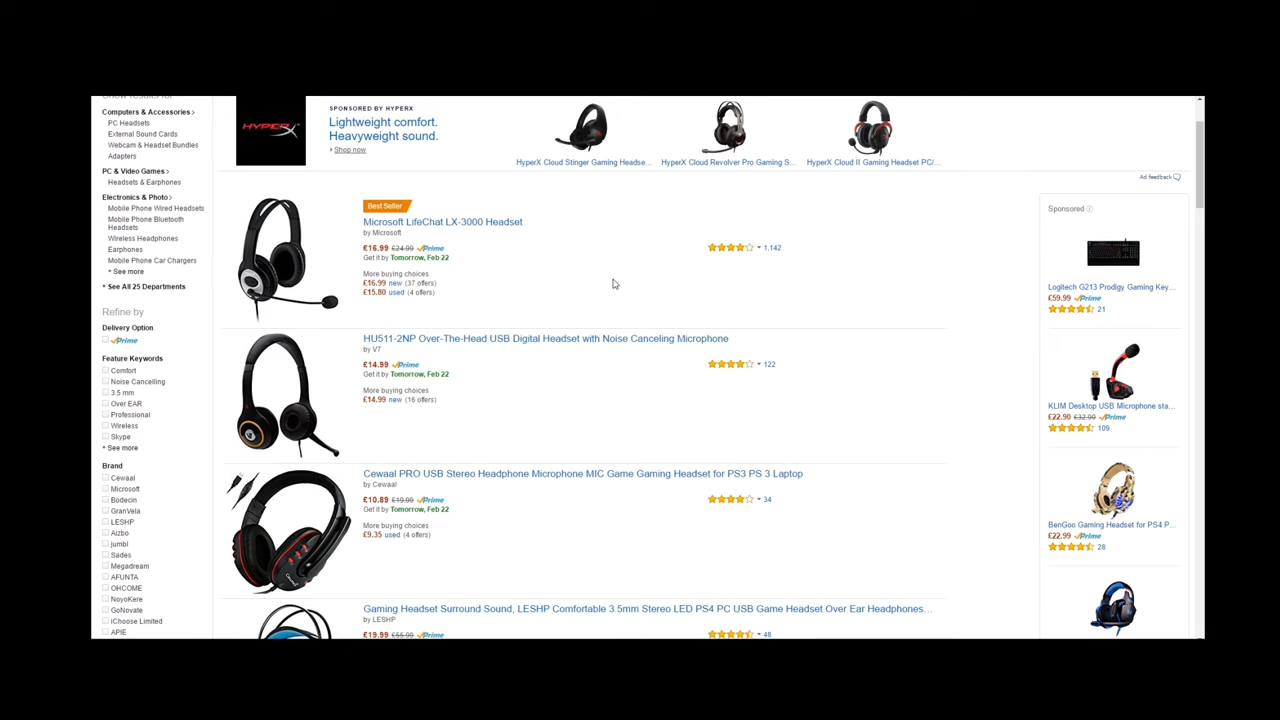 Show results for
Computers & Accessories >
PC Headsets
External Sound Cards
Webcam & Headset Bundles
Adapters
PC & Video Games >
Headsets & Earphones
Electronics & Photo >
Mobile Phone Wired Headsets
Mobile Phone Bluetooth
Headsets
Wireless Headphones
Earphones
Mobile Phone Car Chargers
+ See more
+ See All 25 Departments
Refine by
Delivery Option
Prime
Feature Keywords
Comfort
Noise Cancelling
3.5 mm
Over EAR
Professional
Wireless
Skype
+ See more
Brand
Cewaal
Microsoft
Bodecin
GranVela
LESHP
Aizbo
jumbl
Sades
Megadream
AFUNTA
OHCOME
NoyoKere
GoNovate
iChoose Limited
APIE
HYPERX
SPONSORED BY HYPERX
Lightweight comfort.
Heavyweight sound.
> Shop now
HyperX Cloud Stinger Gaming Headse...
HyperX Cloud Revolver Pro Gaming S...
HyperX Cloud II Gaming Headset PC/...
Ad feedback
Best Seller
Microsoft LifeChat LX-3000 Headset
by Microsoft
£16.99 £24.99 Prime
Get it by Tomorrow, Feb 22
More buying choices
£16.99 new (37 offers)
£15.80 used (4 offers)
1,142
HU511-2NP Over-The-Head USB Digital Headset with Noise Canceling Microphone
by V7
£14.99 Prime
Get it by Tomorrow, Feb 22
More buying choices
£14.99 new (16 offers)
122
Cewaal PRO USB Stereo Headphone Microphone MIC Game Gaming Headset for PS3 PS 3 Laptop
by Cewaal
£10.89 £19.99 Prime
Get it by Tomorrow, Feb 22
More buying choices
£9.35 used (4 offers)
34
Cewaal
Gaming Headset Surround Sound, LESHP Comfortable 3.5mm Stereo LED PS4 PC USB Game Headset Over Ear Headphones...
by LESHP
£19.99 £55.99 Prime
48
Sponsored
Logitech G213 Prodigy Gaming Key...
£59.99 Prime
21
KLIM Desktop USB Microphone sta...
£22.90 £32.90 Prime
109
BenGoo Gaming Headset for PS4 P...
£22.99 Prime
28